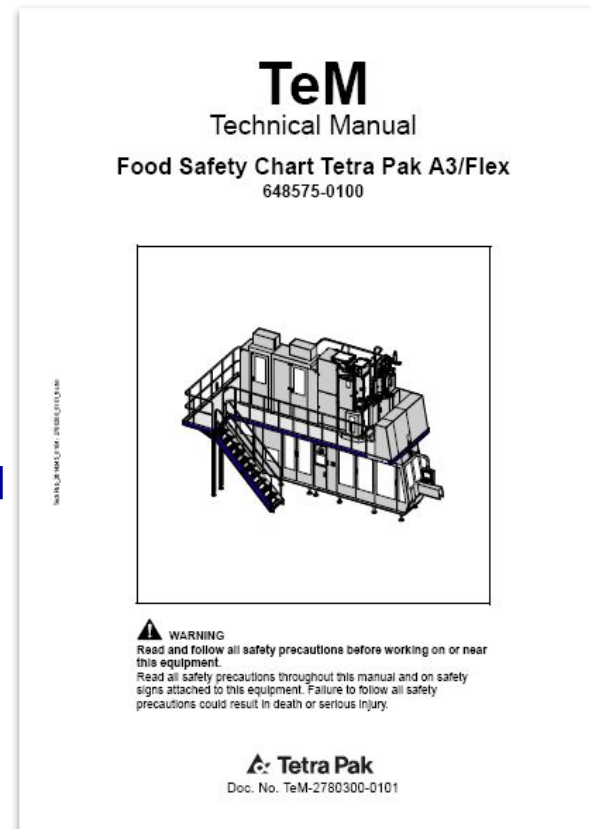 TeM
Technical Manual
Food Safety Chart Tetra Pak A3/Flex
648575-0100
WARNING
Read and follow all safety precautions before working on or near
this equipment.
Read all safety precautions throughout this manual and on safety
signs attached to this equipment. Failure to follow all safety
precautions could result in death or serious injury.
Tetra Pak
Doc. No. TeM-2780300-0101